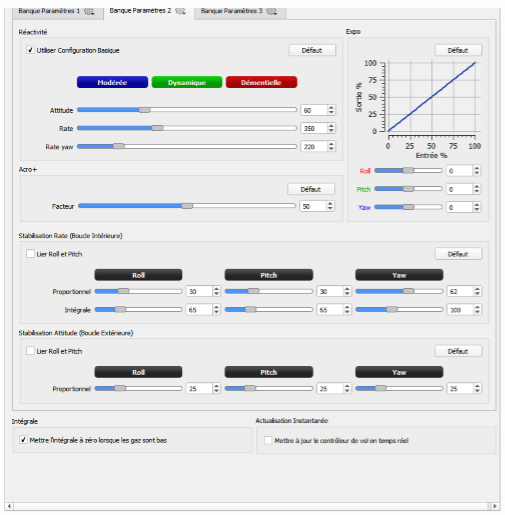 Banque Paramètres 1 Banque Paramètres 2 Banque Paramètres 3
Réactivité
Utiliser Configuration Basique Défaut
Modérée Dynamique Démentielle
Attitude 60
Rate 350
Rate yaw 220
Expo
Défaut
100
75
50
25
0
Sortie %
0 25 50 75 100
Entrée %
Roll 0
Pitch 0
Yaw 0
Acro+
Défaut
Facteur 50
Stabilisation Rate (Boucle Intérieure)
Lier Roll et Pitch Défaut
Roll Pitch Yaw
Proportionnel 30 30 62
Intégrale 65 65 100
Stabilisation Attitude (Boucle Extérieure)
Lier Roll et Pitch Défaut
Roll Pitch Yaw
Proportionnel 25 25 25
Intégrale
Mettre l'intégrale à zéro lorsque les gaz sont bas
Actualisation Instantanée
Mettre à jour le contrôleur de vol en temps réel